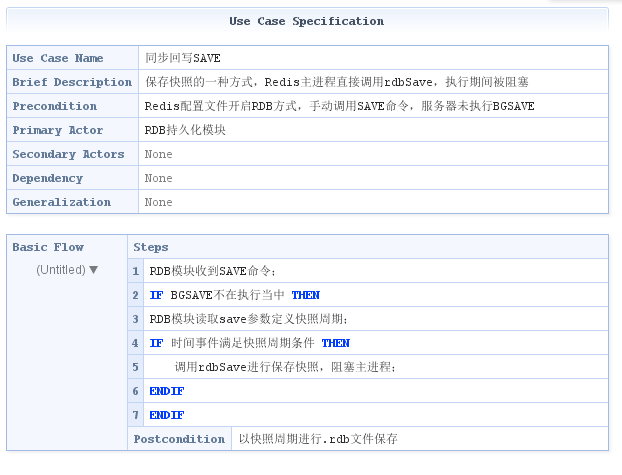 Use Case Specification
Use Case Name 同步回写SAVE
Brief Description 保存快照的一种方式，Redis主进程直接调用rdbSave，执行期间被阻塞
Precondition Redis配置文件开启RDB方式，手动调用SAVE命令，服务器未执行BGSAVE
Primary Actor RDB持久化模块
Secondary Actors None
Dependency None
Generalization None
Basic Flow Steps
(Untitled) ▼
1 RDB模块收到SAVE命令;
2 IF BGSAVE不在执行当中 THEN
3 RDB模块读取save参数定义快照周期;
4 IF 时间事件满足快照周期条件 THEN
5 调用rdbSave进行保存快照，阻塞主进程;
6 ENDIF
7 ENDIF
Postcondition 以快照周期进行.rdb文件保存